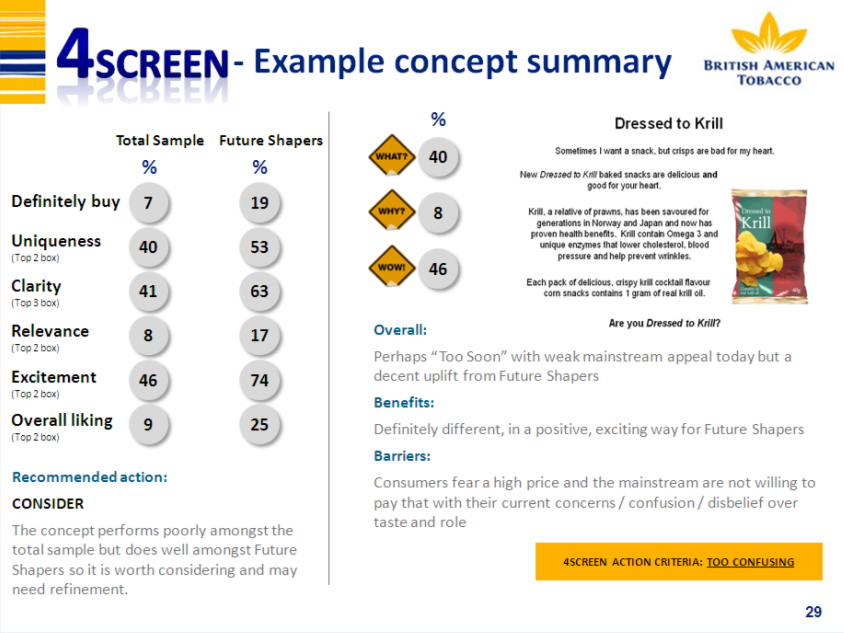 4SCREEN - Example concept summary
BRITISH AMERICAN
TOBACCO
Total Sample Future Shapers
% %
Definitely buy 7 19
Uniqueness 40 53
(Top 2 box)
Clarity 41 63
(Top 3 box)
Relevance 8 17
(Top 2 box)
Excitement 46 74
(Top 2 box)
Overall liking 9 25
(Top 2 box)
Recommended action:
CONSIDER
The concept performs poorly amongst the
total sample but does well amongst Future
Shapers so it is worth considering and may
need refinement.
%
WHAT? 40
WHY? 8
WOW! 46
Dressed to Krill
Sometimes I want a snack, but crisps are bad for my heart.
New Dressed to Krill baked snacks are delicious and
good for your heart.
Krill, a relative of prawns, has been savoured for
generations in Norway and Japan and now has
proven health benefits. Krill contain Omega 3 and
unique enzymes that lower cholesterol, blood
pressure and help prevent wrinkles.
Each pack of delicious, crispy krill cocktail flavour
corn snacks contains 1 gram of real krill oil.
Are you Dressed to Krill?
Dressed to
Krill
Overall:
Perhaps “Too Soon” with weak mainstream appeal today but a
decent uplift from Future Shapers
Benefits:
Definitely different, in a positive, exciting way for Future Shapers
Barriers:
Consumers fear a high price and the mainstream are not willing to
pay that with their current concerns / confusion / disbelief over
taste and role
4SCREEN ACTION CRITERIA: TOO CONFUSING
29